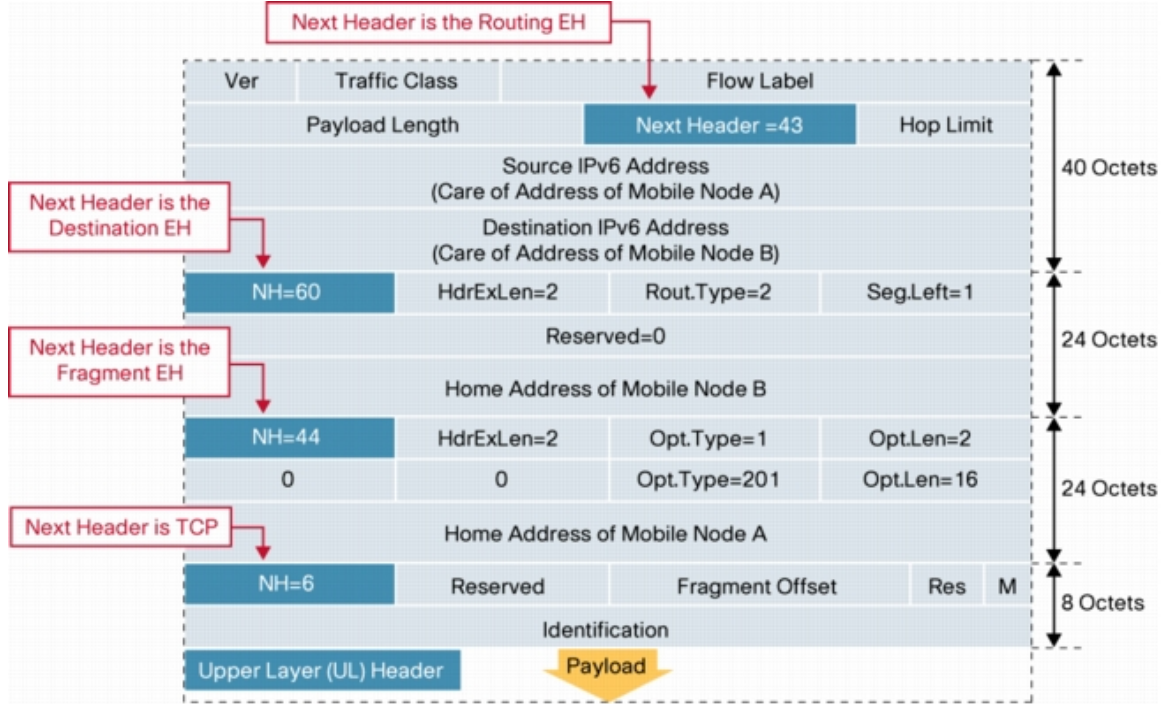 Next Header is the Routing EH
Ver Traffic Class Flow Label
Payload Length Next Header =43 Hop Limit
Source IPv6 Address
(Care of Address of Mobile Node A)
40 Octets
Next Header is the
Destination EH
Destination IPv6 Address
(Care of Address of Mobile Node B)
NH=60 HdrExLen=2 Rout.Type=2 Seg.Left=1
Reserved=0
24 Octets
Next Header is the
Fragment EH
Home Address of Mobile Node B
NH=44 HdrExLen=2 Opt.Type=1 Opt.Len=2
0 0 Opt.Type=201 Opt.Len=16
24 Octets
Next Header is TCP
Home Address of Mobile Node A
NH=6 Reserved Fragment Offset Res M
8 Octets
Identification
Upper Layer (UL) Header
Payload